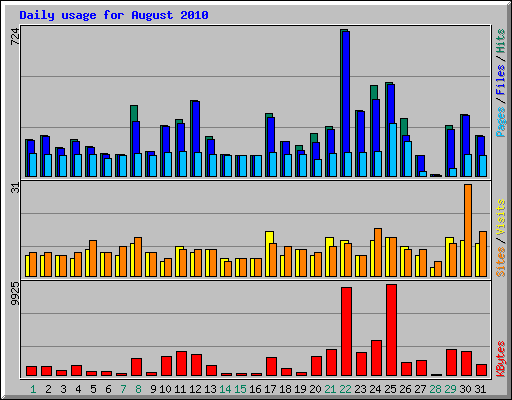 Daily usage for August 2010
724
Pages / Files / Hits
31
Sites / Visits
9925
KBytes
1 2 3 4 5 6 7 8 9 10 11 12 13 14 15 16 17 18 19 20 21 22 23 24 25 26 27 28 29 30 31